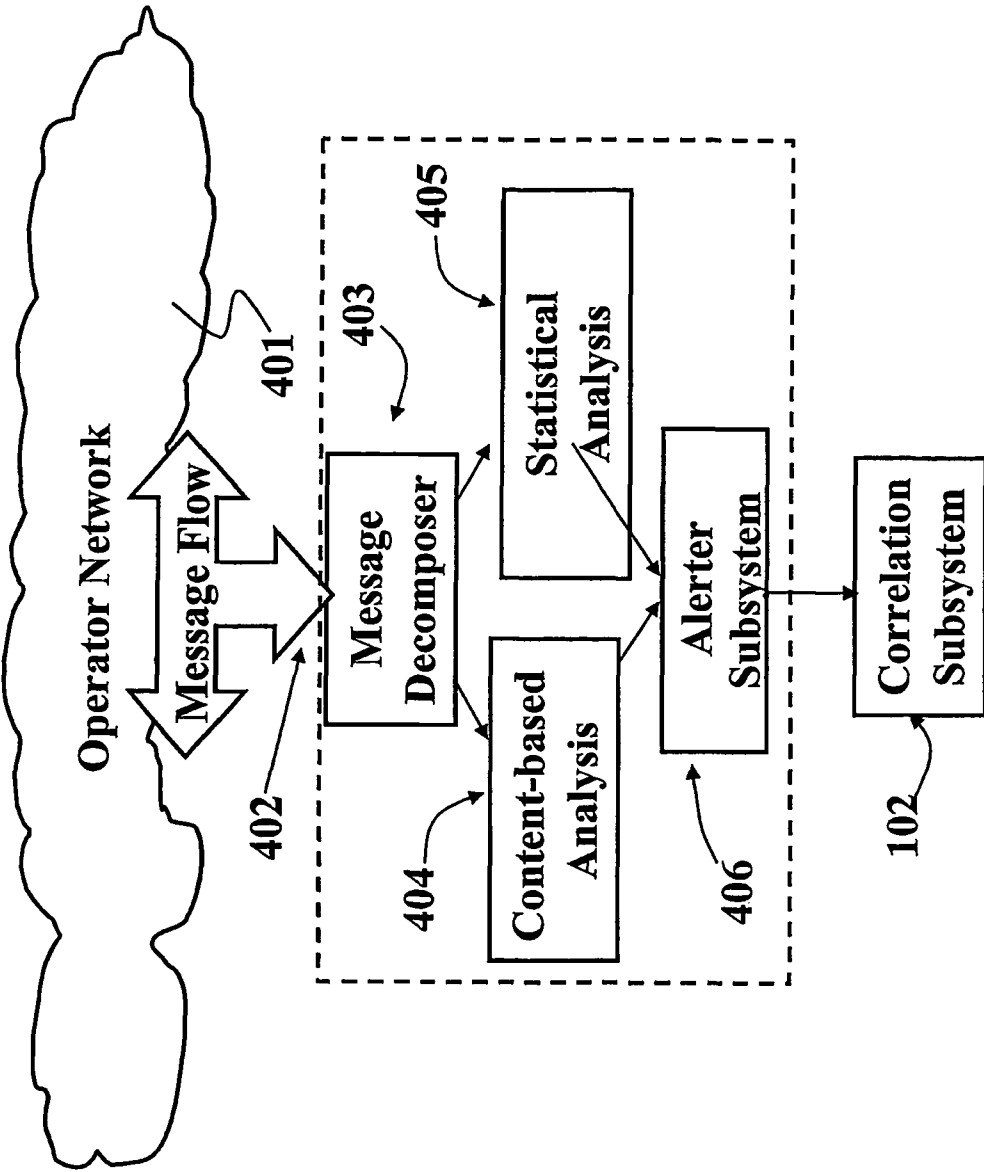 Operator Network
Message Flow
401
402
403
Message
Decomposer
404
Content-based
Analysis
405
Statistical
Analysis
406
Alerter
Subsystem
102
Correlation
Subsystem